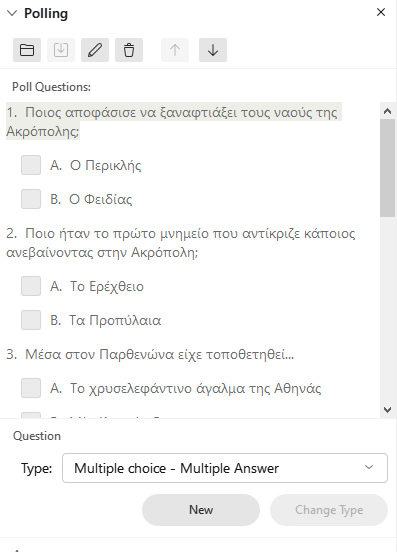 Polling
Poll Questions:
1. Ποιος αποφάσισε να ξαναφτιάξει τους ναούς της
Ακρόπολης;
A. Ο Περικλής
B. Ο Φειδίας
2. Ποιο ήταν το πρώτο μνημείο που αντίκριζε κάποιος
ανεβαίνοντας στην Ακρόπολη;
A. Το Ερέχθειο
B. Τα Προπύλαια
3. Μέσα στον Παρθενώνα είχε τοποθετηθεί...
A. Το χρυσελεφάντινο άγαλμα της Αθηνάς
Question
Type: Multiple choice - Multiple Answer
New Change Type